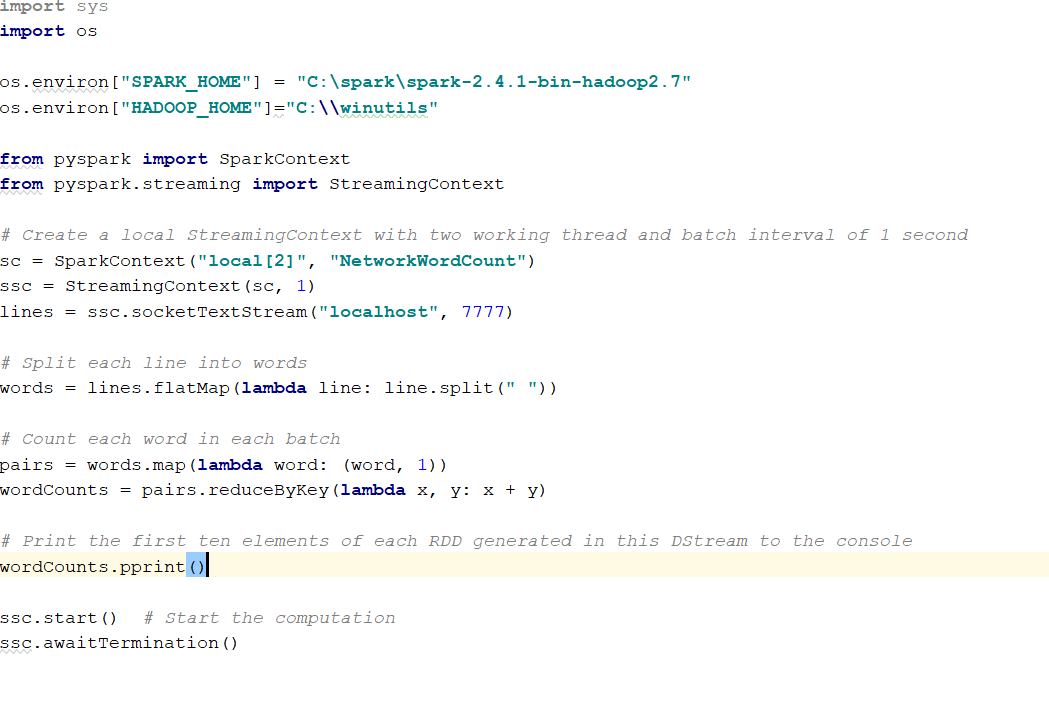 import sys
import os
os.environ["SPARK_HOME"] = "C:\spark\spark-2.4.1-bin-hadoop2.7"
os.environ["HADOOP_HOME"]="C:\\winutils"
from pyspark import SparkContext
from pyspark.streaming import StreamingContext
# Create a local StreamingContext with two working thread and batch interval of 1 second
sc = SparkContext("local[2]", "NetworkWordCount")
ssc = StreamingContext(sc, 1)
lines = ssc.socketTextStream("localhost", 7777)
# Split each line into words
words = lines.flatMap(lambda line: line.split(" "))
# Count each word in each batch
pairs = words.map(lambda word: (word, 1))
wordCounts = pairs.reduceByKey(lambda x, y: x + y)
# Print the first ten elements of each RDD generated in this DStream to the console
wordCounts.pprint()
ssc.start()  # Start the computation
ssc.awaitTermination()